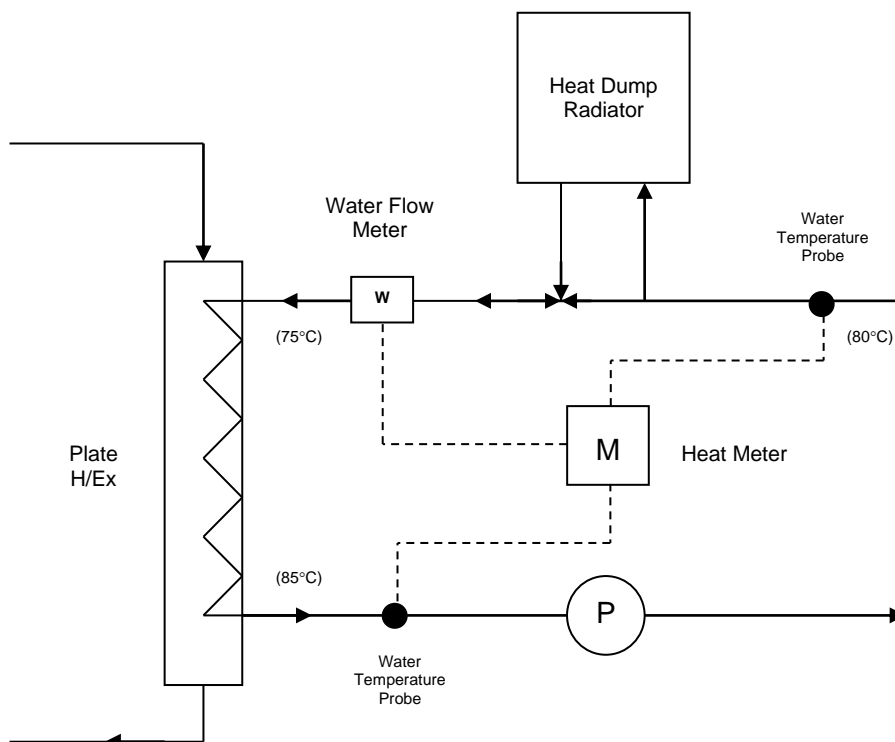 Heat Dump
Radiator
Water Flow
Meter
Water
Temperature
Probe
W
(75°C)
(80°C)
M
Heat Meter
Plate
H/Ex
(85°C)
P
Water
Temperature
Probe